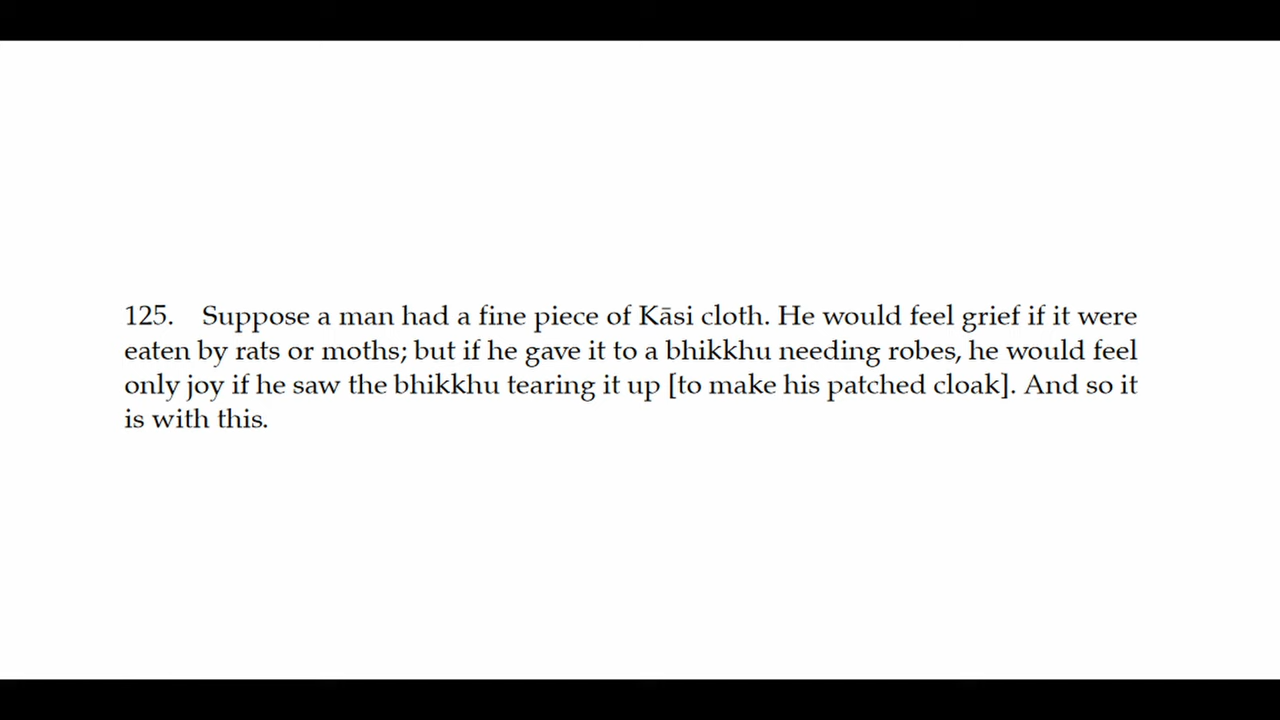 125. Suppose a man had a fine piece of Kāsi cloth. He would feel grief if it were
eaten by rats or moths; but if he gave it to a bhikkhu needing robes, he would feel
only joy if he saw the bhikkhu tearing it up [to make his patched cloak]. And so it
is with this.